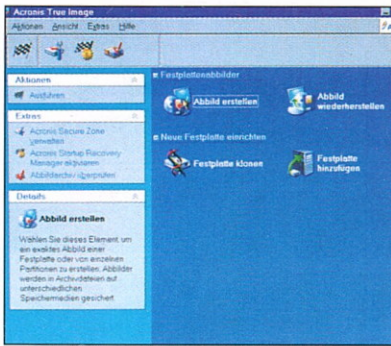 Acronis True Image
Aktionen Ansicht Extras Hilfe
Aktionen
Ausführen
Extras
Acronis Secure Zone
verwalten
Acronis Startup Recovery
Manager aktivieren
Abbildarchiv überprüfen
Details
Abbild erstellen
Wählen Sie dieses Element, um
ein exaktes Abbild einer
Festplatte oder von einzelnen
Partitionen zu erstellen. Abbilder
werden in Archivdateien auf
unterschiedlichen
Speichermedien gesichert.
Festplattenabbilder
Abbild erstellen
Abbild
wiederherstellen
Neue Festplatte einrichten
Festplatte klonen
Festplatte
hinzufügen